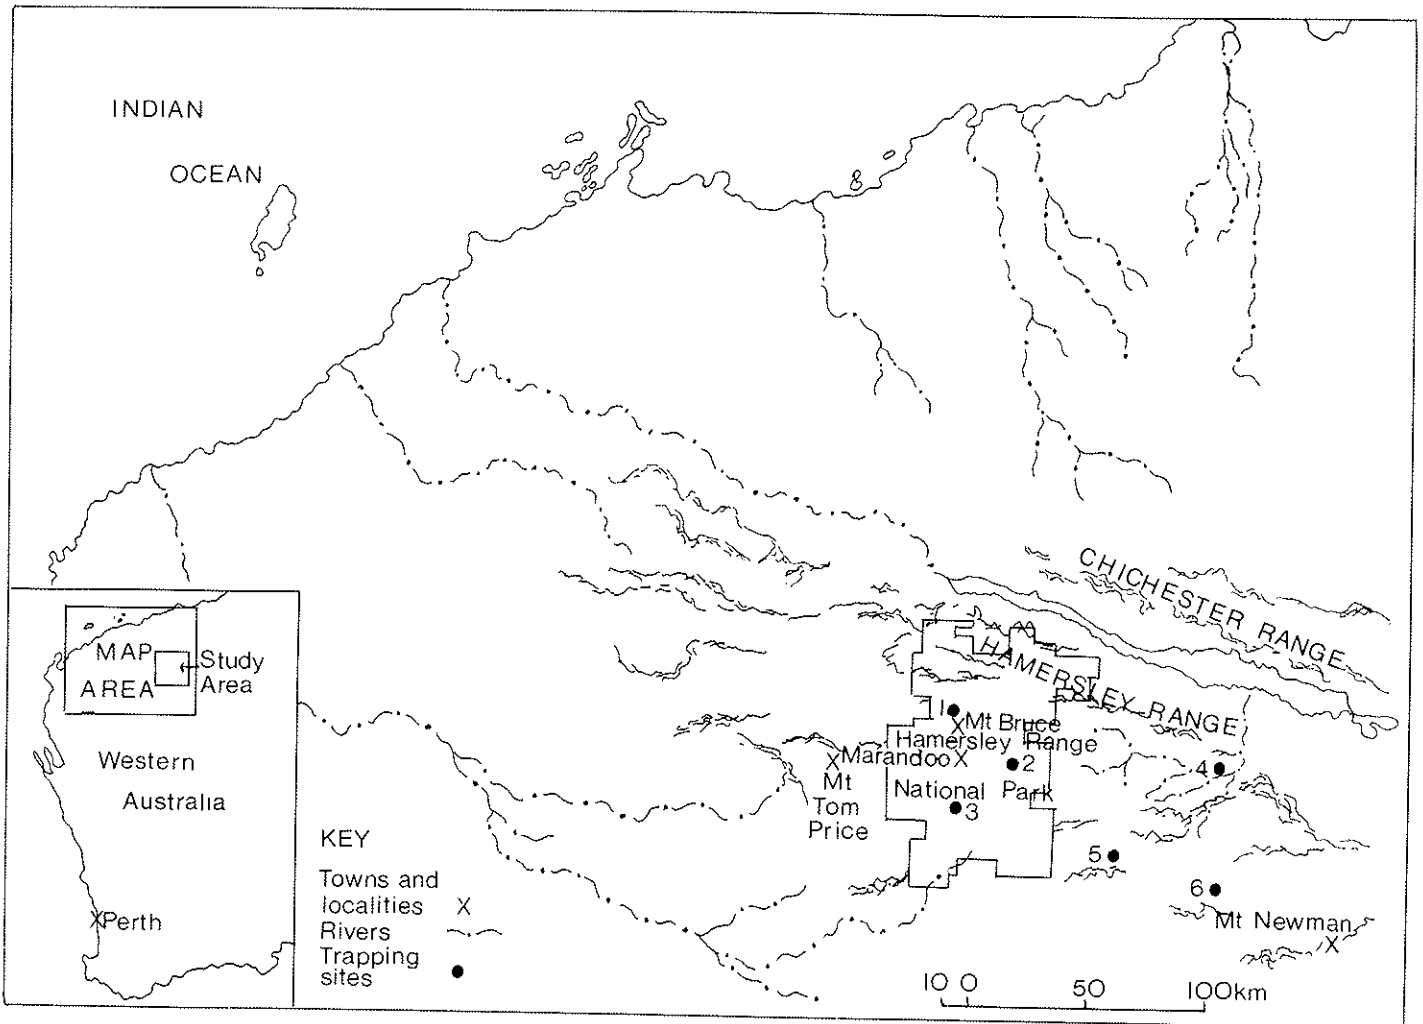 INDIAN
OCEAN
CHICHESTER RANGE
HAMERSLEY RANGE
1
X Mt Bruce
Hamersley Range
Marandoo X
2
4
X
Mt
Tom
Price
National Park
3
5
6
Mt Newman
X
MAP
AREA
Study
Area
Western
Australia
X Perth
KEY
Towns and
localities X
Rivers
Trapping
sites
10 0 50 100km